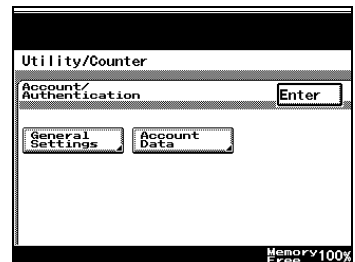 Utility/Counter
Account/
Authentication
Enter
General
Settings
Account
Data
Memory
Free 100%